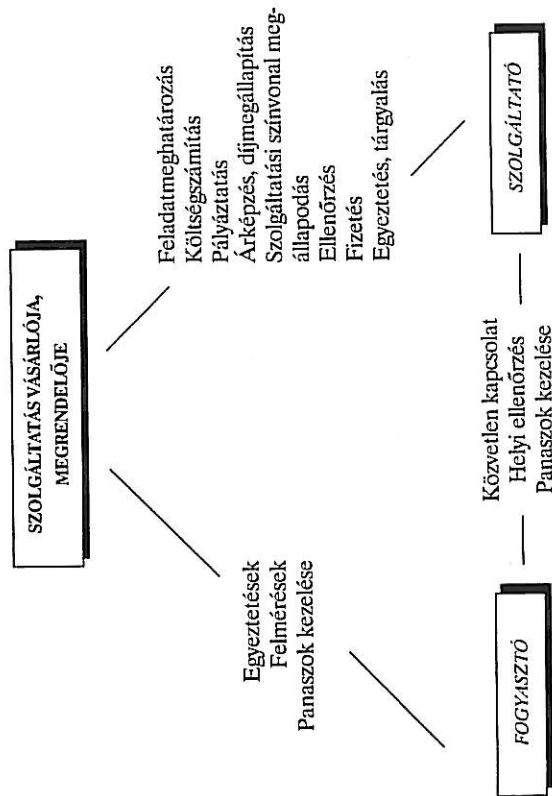 SZOLGÁLTATÁS VÁSÁRLÓJA,
MEGRENDELŐJE
Egyeztetések
Felmérések
Panaszok kezelése
Feladatmeghatározás
Költségszámítás
Pályáztatás
Árképzés, díjmegállapítás
Szolgáltatási színvonal meg-
állapodás
Ellenőrzés
Fizetés
Egyeztetés, tárgyalás
FOGYASZTÓ
Közvetlen kapcsolat
Helyi ellenőrzés
Panaszok kezelése
SZOLGÁLTATÓ